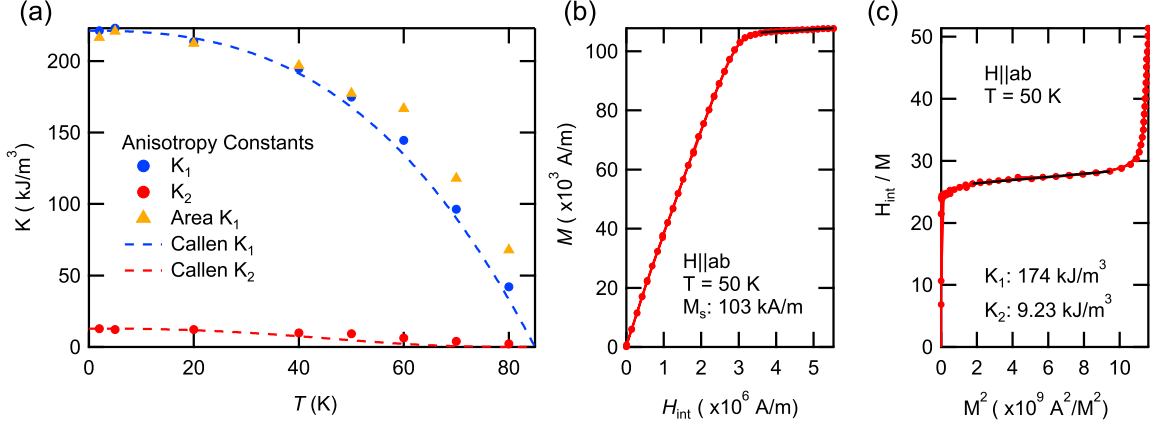 (a)
K ( kJ/m³)
200
150
100
50
0
Anisotropy Constants
K₁
K₂
Area K₁
Callen K₁
Callen K₂
0
20
40
60
80
T (K)
(b)
M ( x10³ A/m)
100
80
60
40
20
0
H||ab
T = 50 K
Mₛ: 103 kA/m
0
1
2
3
4
5
H_int ( x10⁶ A/m)
(c)
H_int / M
50
40
30
20
10
0
H||ab
T = 50 K
K₁: 174 kJ/m³
K₂: 9.23 kJ/m³
0
2
4
6
8
10
M² ( x10⁹ A²/M²)